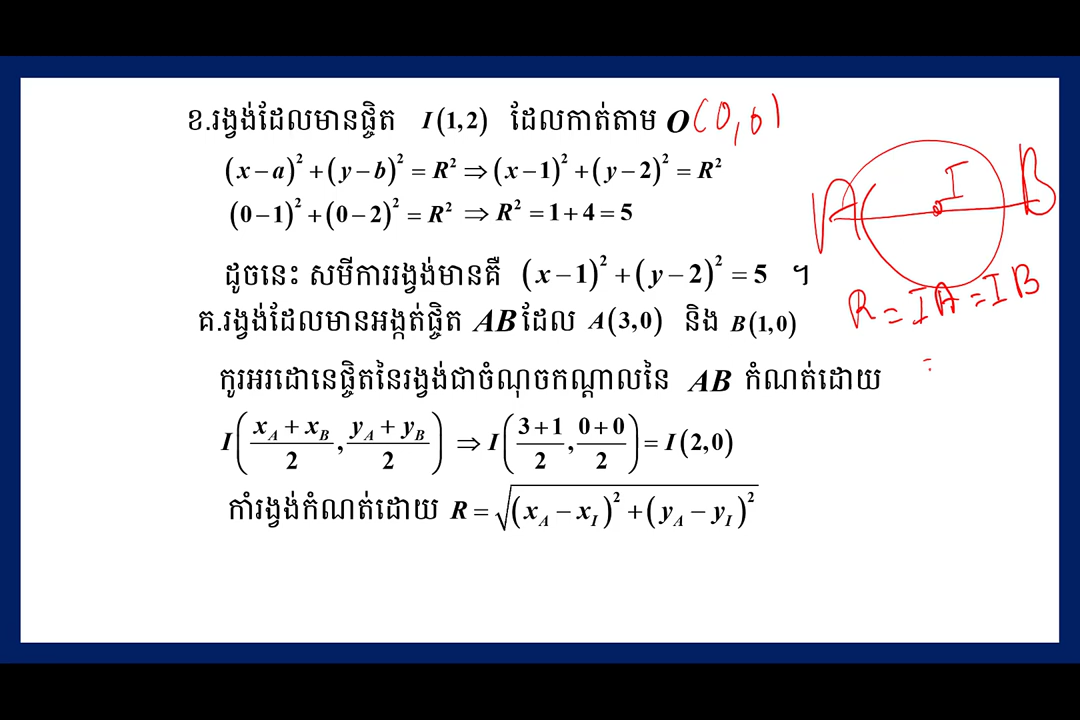 ខ.រង្វង់ដែលមានផ្ចិត I(1,2) ដែលកាត់តាម O(0,0)
(x−a)²+(y−b)²=R²⇒(x−1)²+(y−2)²=R²
(0−1)²+(0−2)²=R² ⇒R²=1+4=5
ដូចនេះ សមីការរង្វង់មានគឺ (x−1)²+(y−2)²=5 ។
A I B
R=IA=IB
=
គ.រង្វង់ដែលមានអង្កត់ផ្ចិត AB ដែល A(3,0) និង B(1,0)
កូរអរដោនេផ្ចិតនៃរង្វង់ជាចំណុចកណ្តាលនៃ AB កំណត់ដោយ
I((x_A+x_B)/2,(y_A+y_B)/2) ⇒I((3+1)/2,(0+0)/2)=I(2,0)
កាំរង្វង់កំណត់ដោយ R=√((x_A−x_I)²+(y_A−y_I)²)